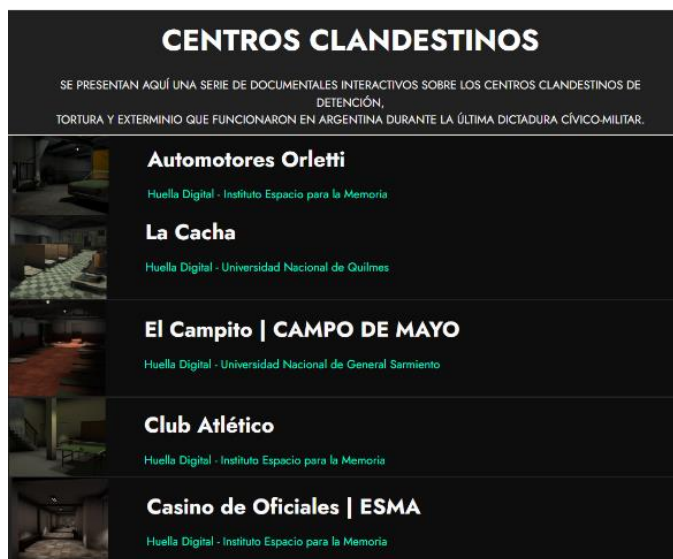 CENTROS CLANDESTINOS
SE PRESENTAN AQUÍ UNA SERIE DE DOCUMENTALES INTERACTIVOS SOBRE LOS CENTROS CLANDESTINOS DE
DETENCIÓN,
TORTURA Y EXTERMINIO QUE FUNCIONARON EN ARGENTINA DURANTE LA ÚLTIMA DICTADURA CÍVICO-MILITAR.
Automotores Orletti
Huella Digital - Instituto Espacio para la Memoria
La Cacha
Huella Digital - Universidad Nacional de Quilmes
El Campito | CAMPO DE MAYO
Huella Digital - Universidad Nacional de General Sarmiento
Club Atlético
Huella Digital - Instituto Espacio para la Memoria
Casino de Oficiales | ESMA
Huella Digital - Instituto Espacio para la Memoria